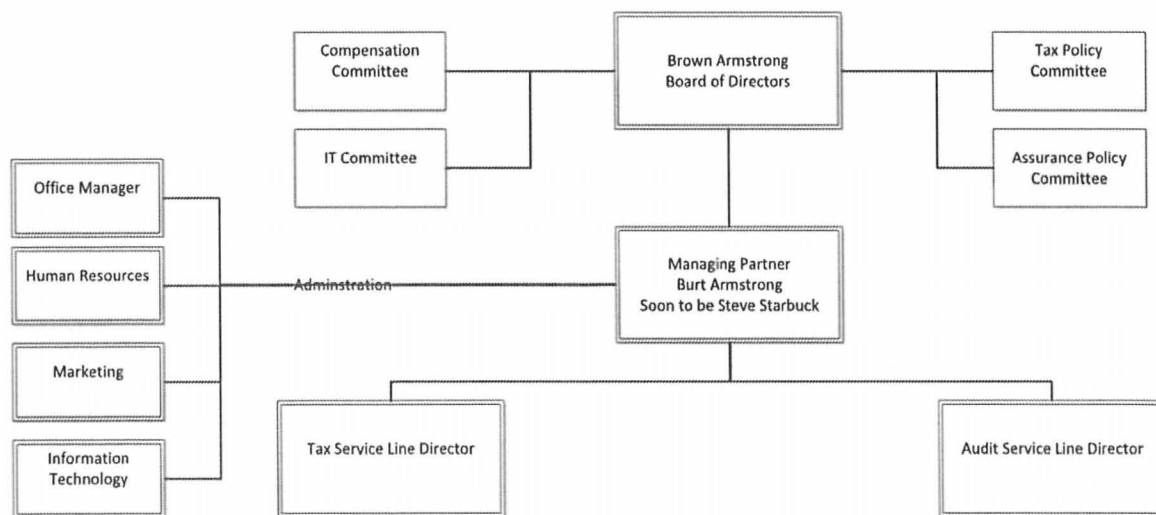 Compensation
Committee
Brown Armstrong
Board of Directors
Tax Policy
Committee
IT Committee
Assurance Policy
Committee
Office Manager
Human Resources
Adminstration
Managing Partner
Burt Armstrong
Soon to be Steve Starbuck
Marketing
Information
Technology
Tax Service Line Director
Audit Service Line Director